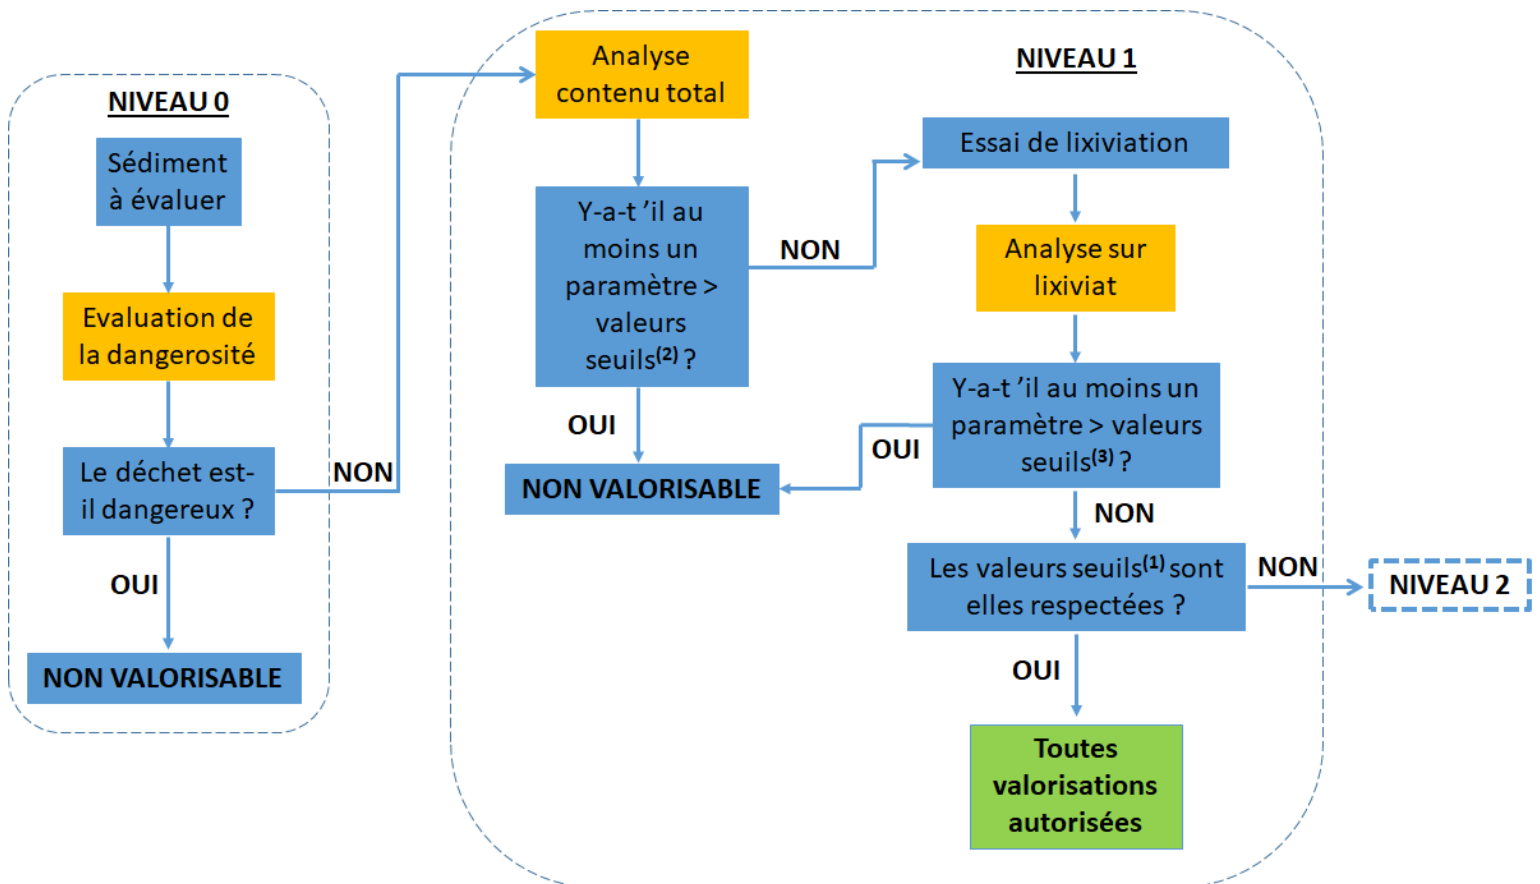 NIVEAU 0
Sédiment
à évaluer
Evaluation de
la dangerosité
Le déchet est-
il dangereux ?
NON
OUI
NON VALORISABLE
NIVEAU 1
Analyse
contenu total
Y-a-t ’il au
moins un
paramètre >
valeurs
seuils(2) ?
NON
OUI
NON VALORISABLE
Essai de lixiviation
Analyse sur
lixiviat
Y-a-t ’il au moins un
paramètre > valeurs
seuils(3) ?
OUI
NON
Les valeurs seuils(1) sont
elles respectées ?
NON
NIVEAU 2
OUI
Toutes
valorisations
autorisées